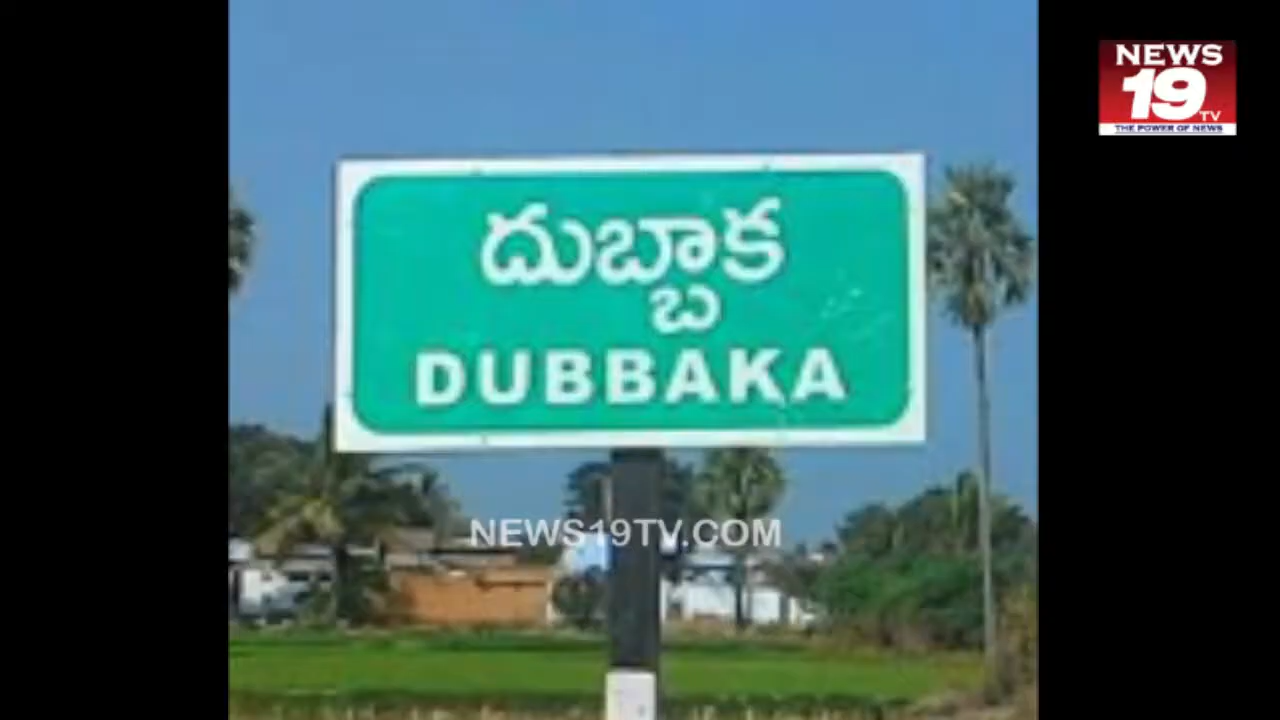 NEWS
19
TV
THE POWER OF NEWS
దుబ్బాక
DUBBAKA
NEWS19TV.COM